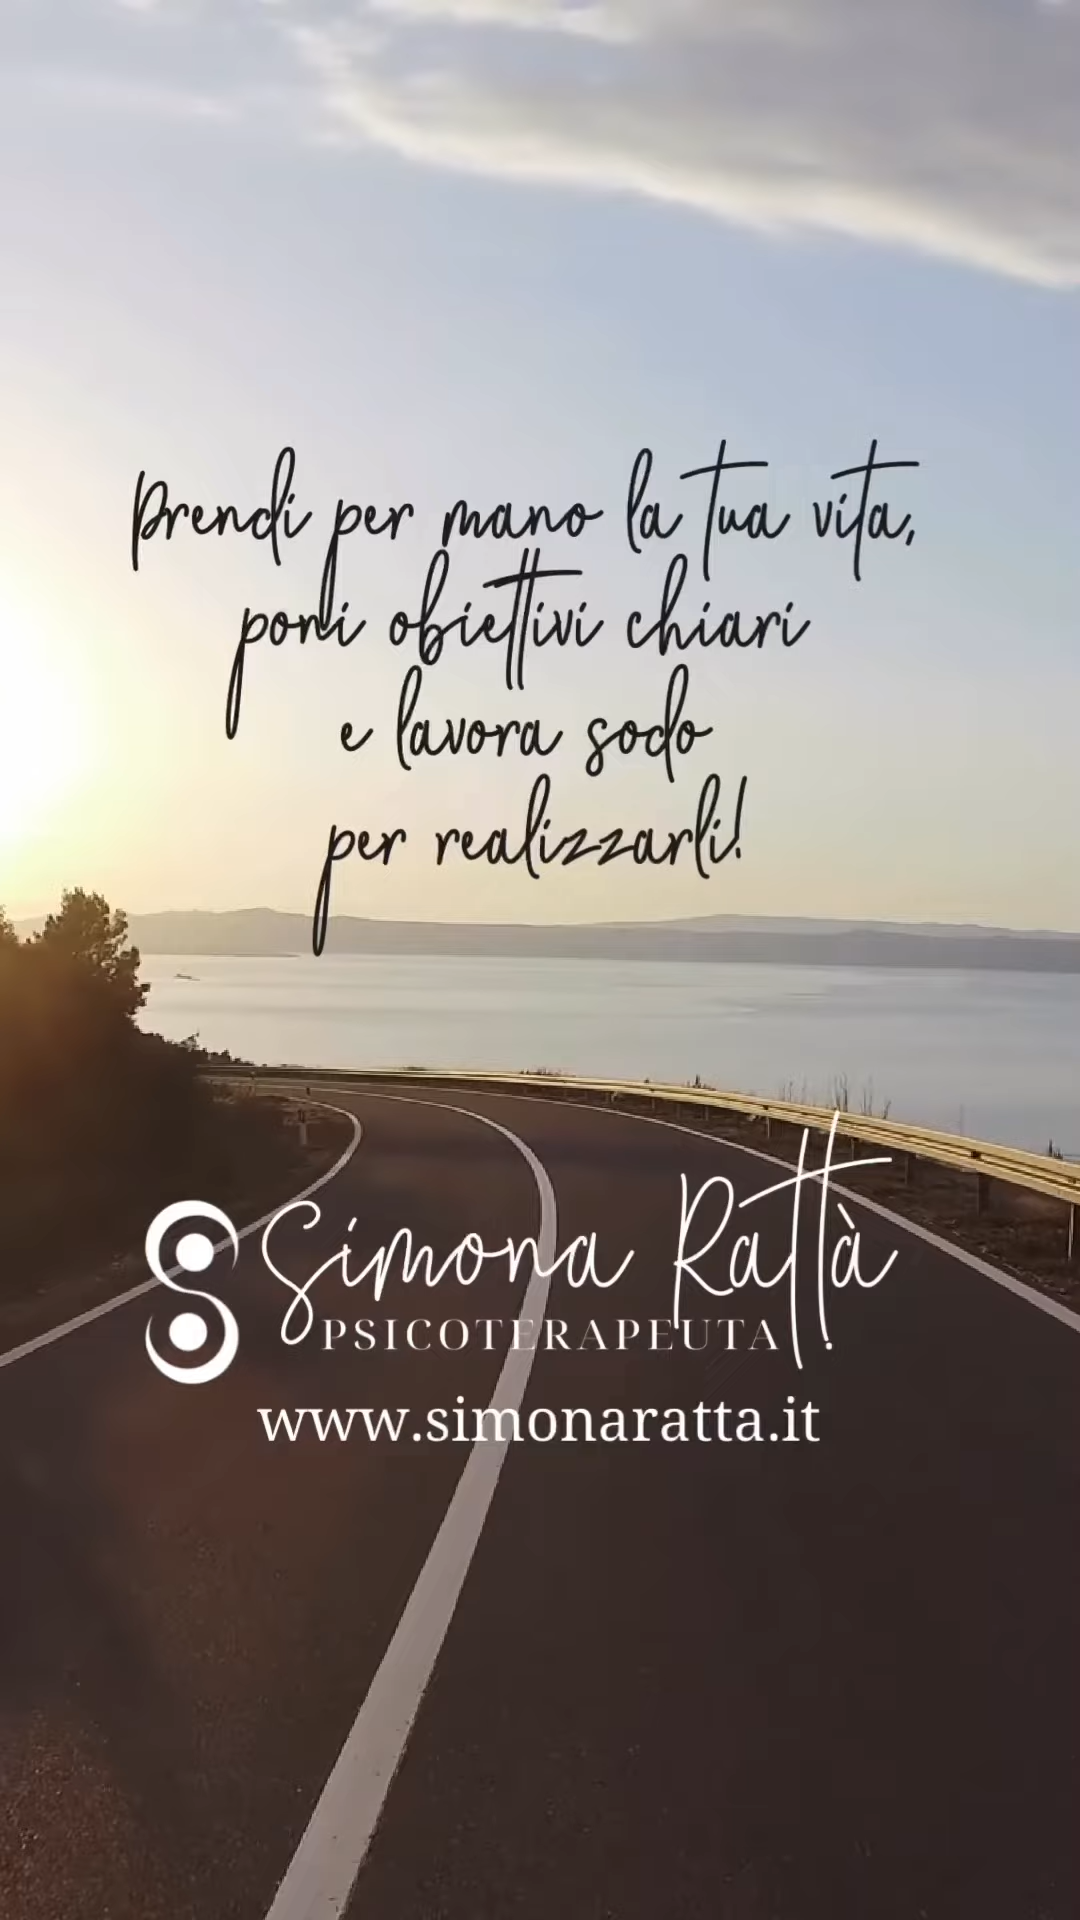 Prendi per mano la tua vita,
poni obiettivi chiari
e lavora sodo
per realizzarli!
Simona Rattà
PSICOTERAPEUTA
www.simonaratta.it